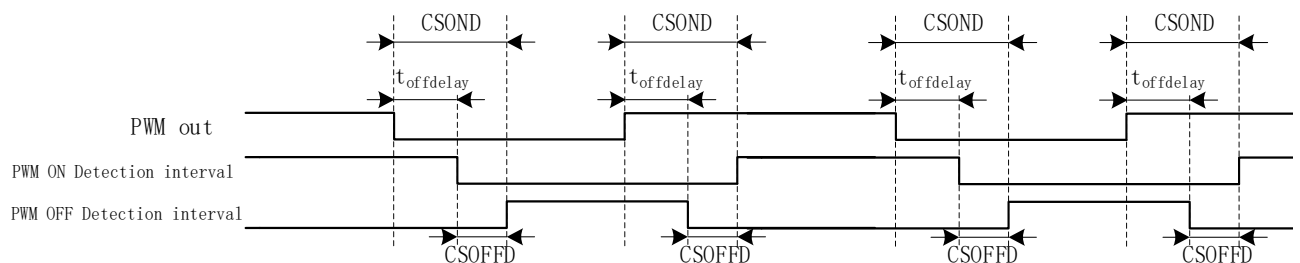 CSOND CSOND CSOND CSOND
toffdelay toffdelay toffdelay toffdelay
PWM out
PWM ON Detection interval
PWM OFF Detection interval
CSOFFD CSOFFD CSOFFD CSOFFD